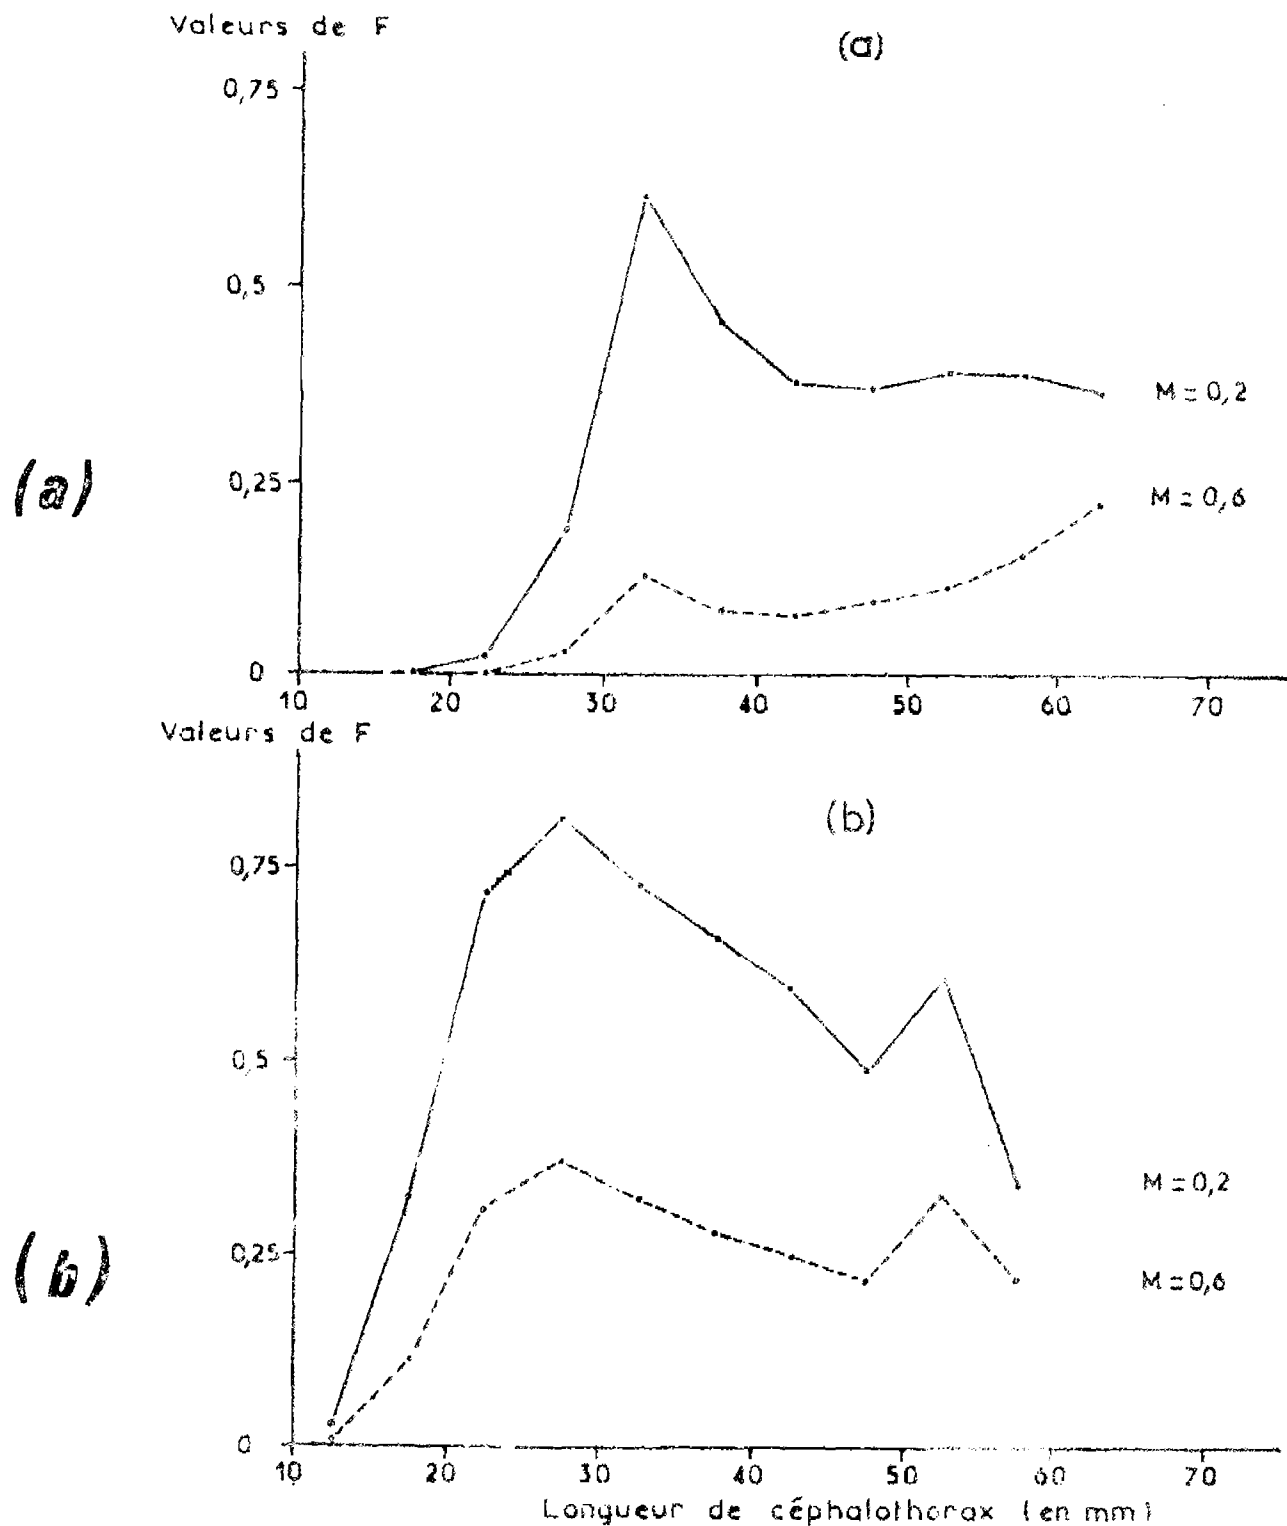 Valeurs de F
(a)
0,75
0,5
M = 0,2
0,25
(a)
M = 0,6
0
10 20 30 40 50 60 70
Valeurs de F
(b)
0,75
0,5
M = 0,2
0,25
(b)
M = 0,6
0
10 20 30 40 50 60 70
Longueur de céphalothorax (en mm)